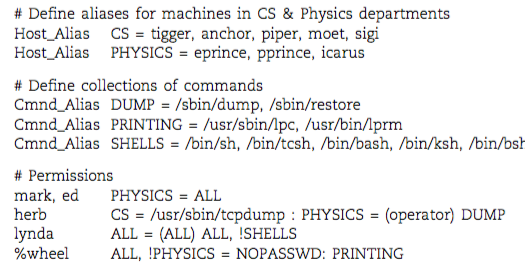 # Define aliases for machines in CS & Physics departments
Host_Alias CS = tigger, anchor, piper, moet, sigi
Host_Alias PHYSICS = eprince, pprince, icarus
# Define collections of commands
Cmnd_Alias DUMP = /sbin/dump, /sbin/restore
Cmnd_Alias PRINTING = /usr/sbin/lpc, /usr/bin/lprm
Cmnd_Alias SHELLS = /bin/sh, /bin/tcsh, /bin/bash, /bin/ksh, /bin/bsh
# Permissions
mark, ed PHYSICS = ALL
herb CS = /usr/sbin/tcpdump : PHYSICS = (operator) DUMP
lynda ALL = (ALL) ALL, !SHELLS
%wheel ALL, !PHYSICS = NOPASSWD: PRINTING